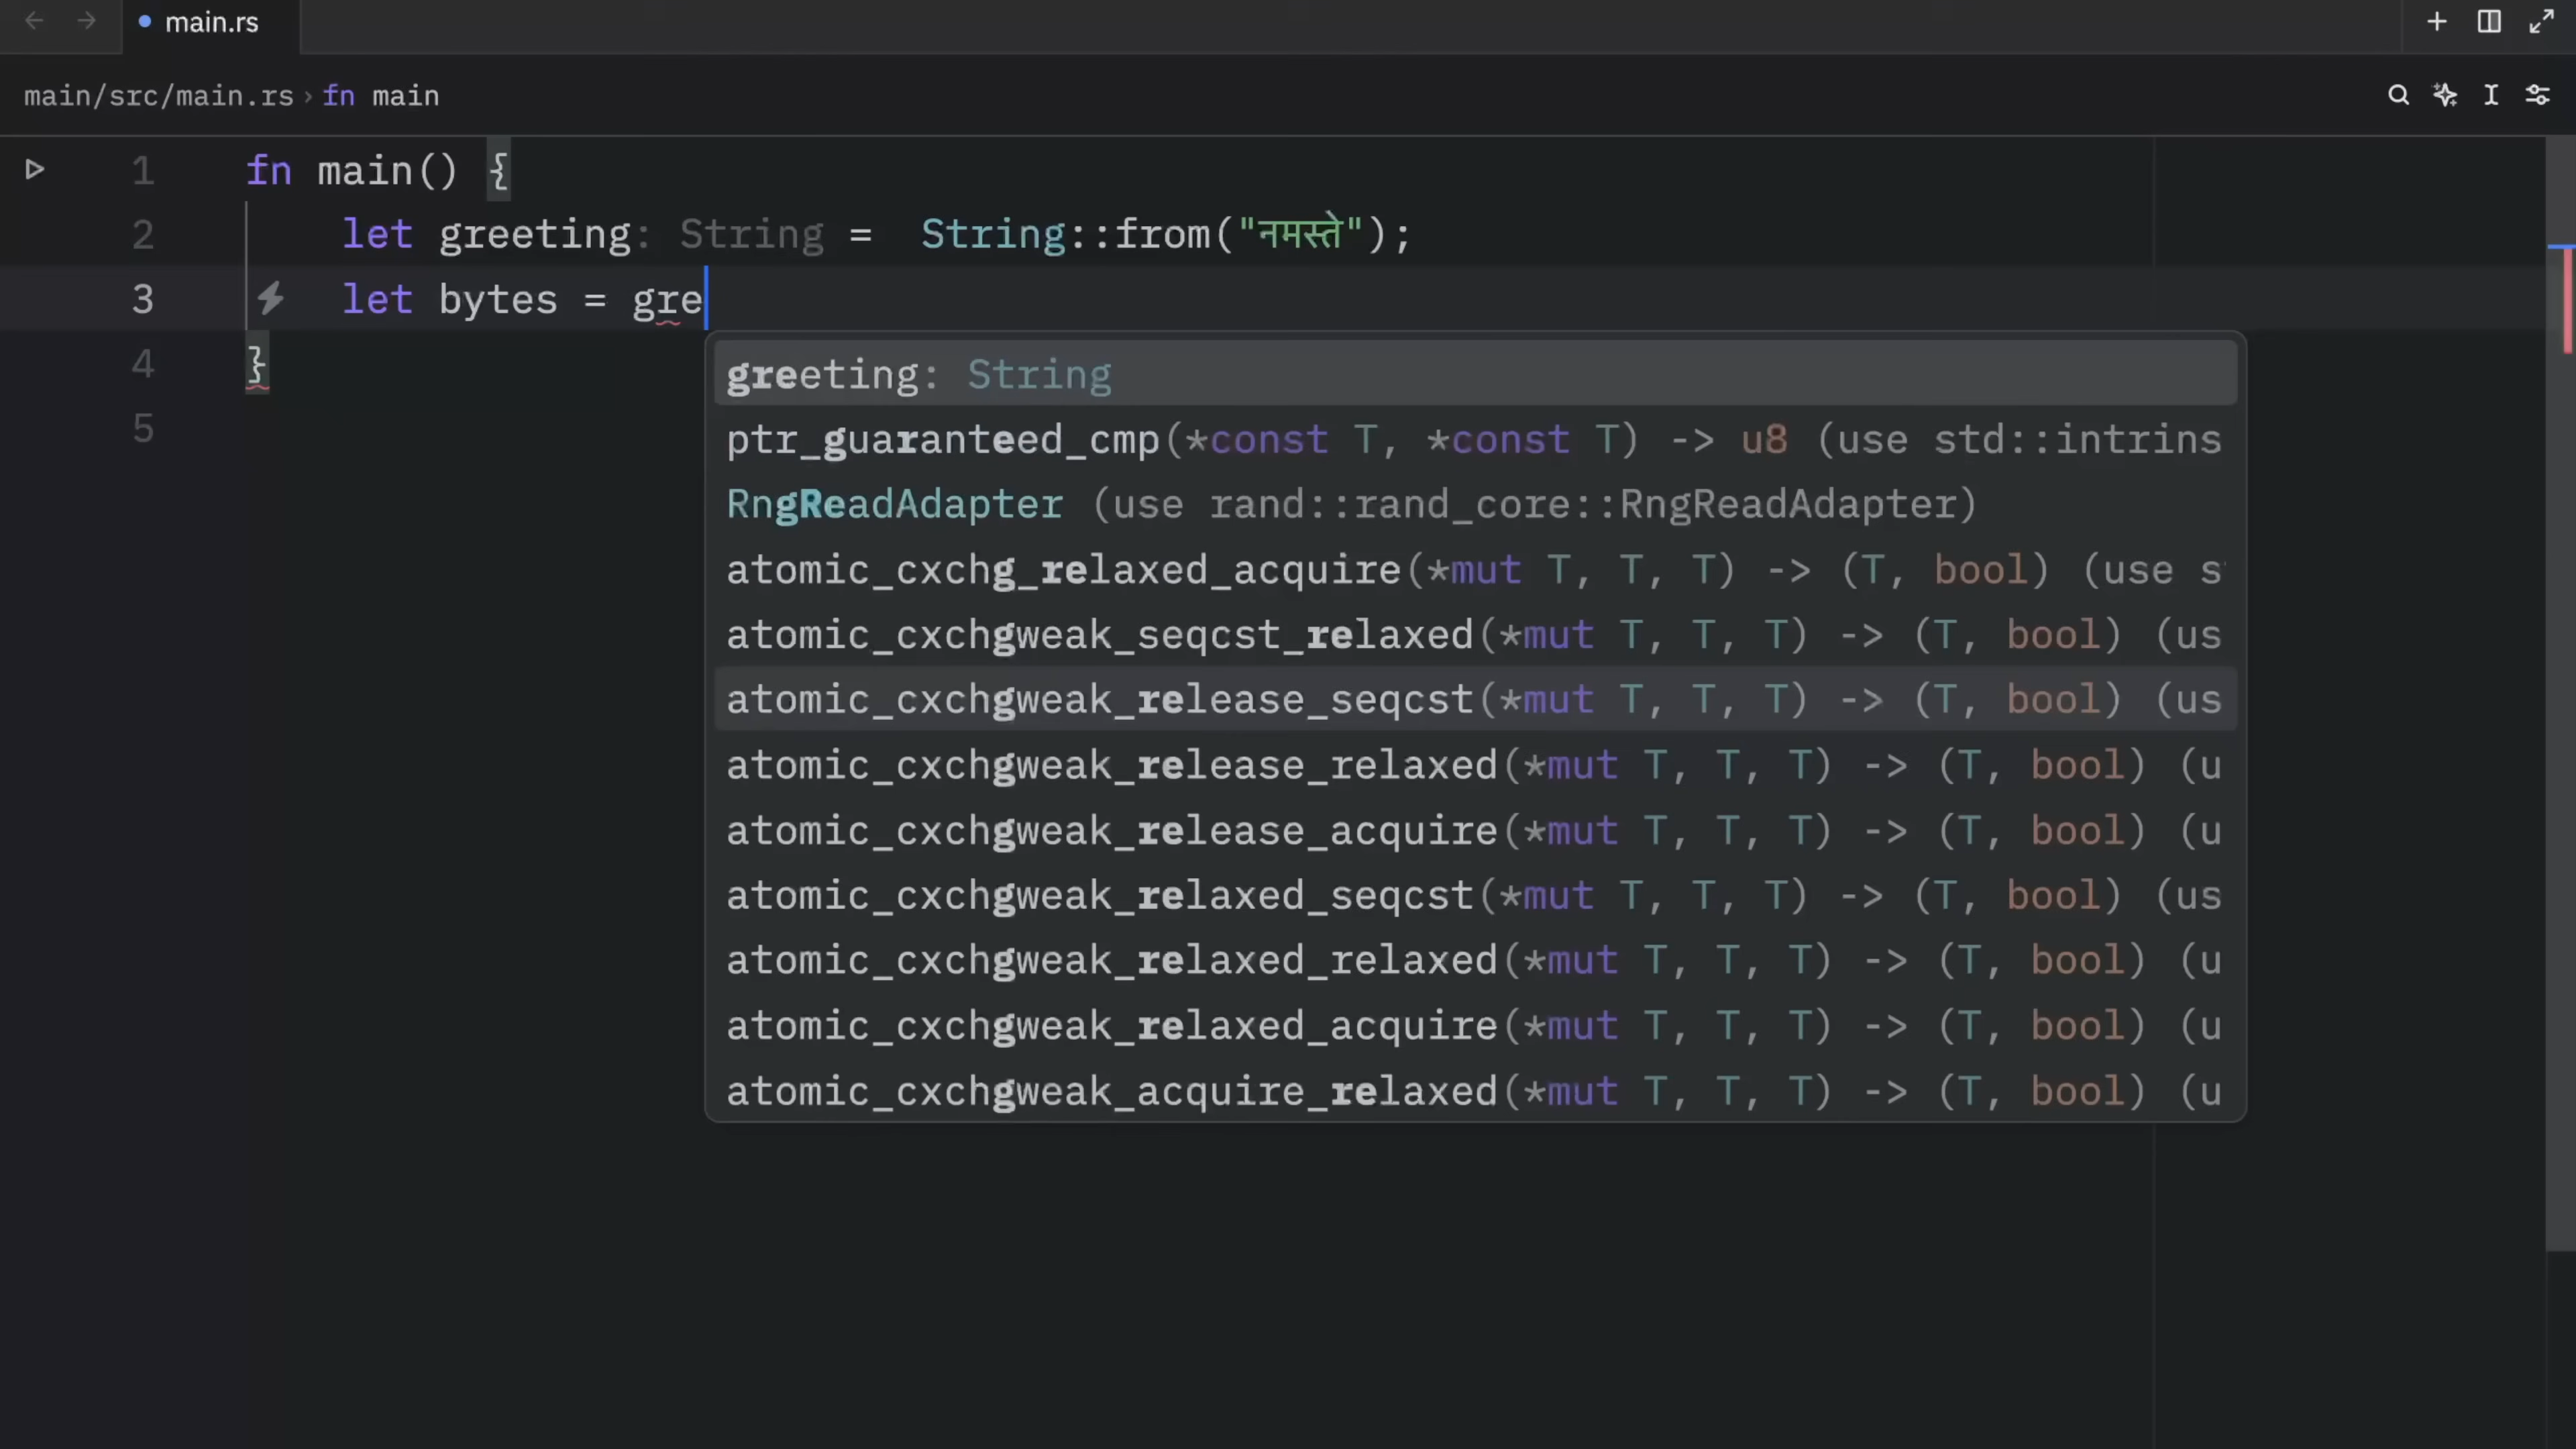 main.rs
main/src/main.rs › fn main
1 fn main() {
2 let greeting: String = String::from("नमस्ते");
3 let bytes = gre
4 }
5
greeting: String
ptr_guaranteed_cmp(*const T, *const T) -> u8 (use std::intrins
RngReadAdapter (use rand::rand_core::RngReadAdapter)
atomic_cxchg_relaxed_acquire(*mut T, T, T) -> (T, bool) (use s
atomic_cxchgweak_seqcst_relaxed(*mut T, T, T) -> (T, bool) (us
atomic_cxchgweak_release_seqcst(*mut T, T, T) -> (T, bool) (us
atomic_cxchgweak_release_relaxed(*mut T, T, T) -> (T, bool) (u
atomic_cxchgweak_release_acquire(*mut T, T, T) -> (T, bool) (u
atomic_cxchgweak_relaxed_seqcst(*mut T, T, T) -> (T, bool) (us
atomic_cxchgweak_relaxed_relaxed(*mut T, T, T) -> (T, bool) (u
atomic_cxchgweak_relaxed_acquire(*mut T, T, T) -> (T, bool) (u
atomic_cxchgweak_acquire_relaxed(*mut T, T, T) -> (T, bool) (u